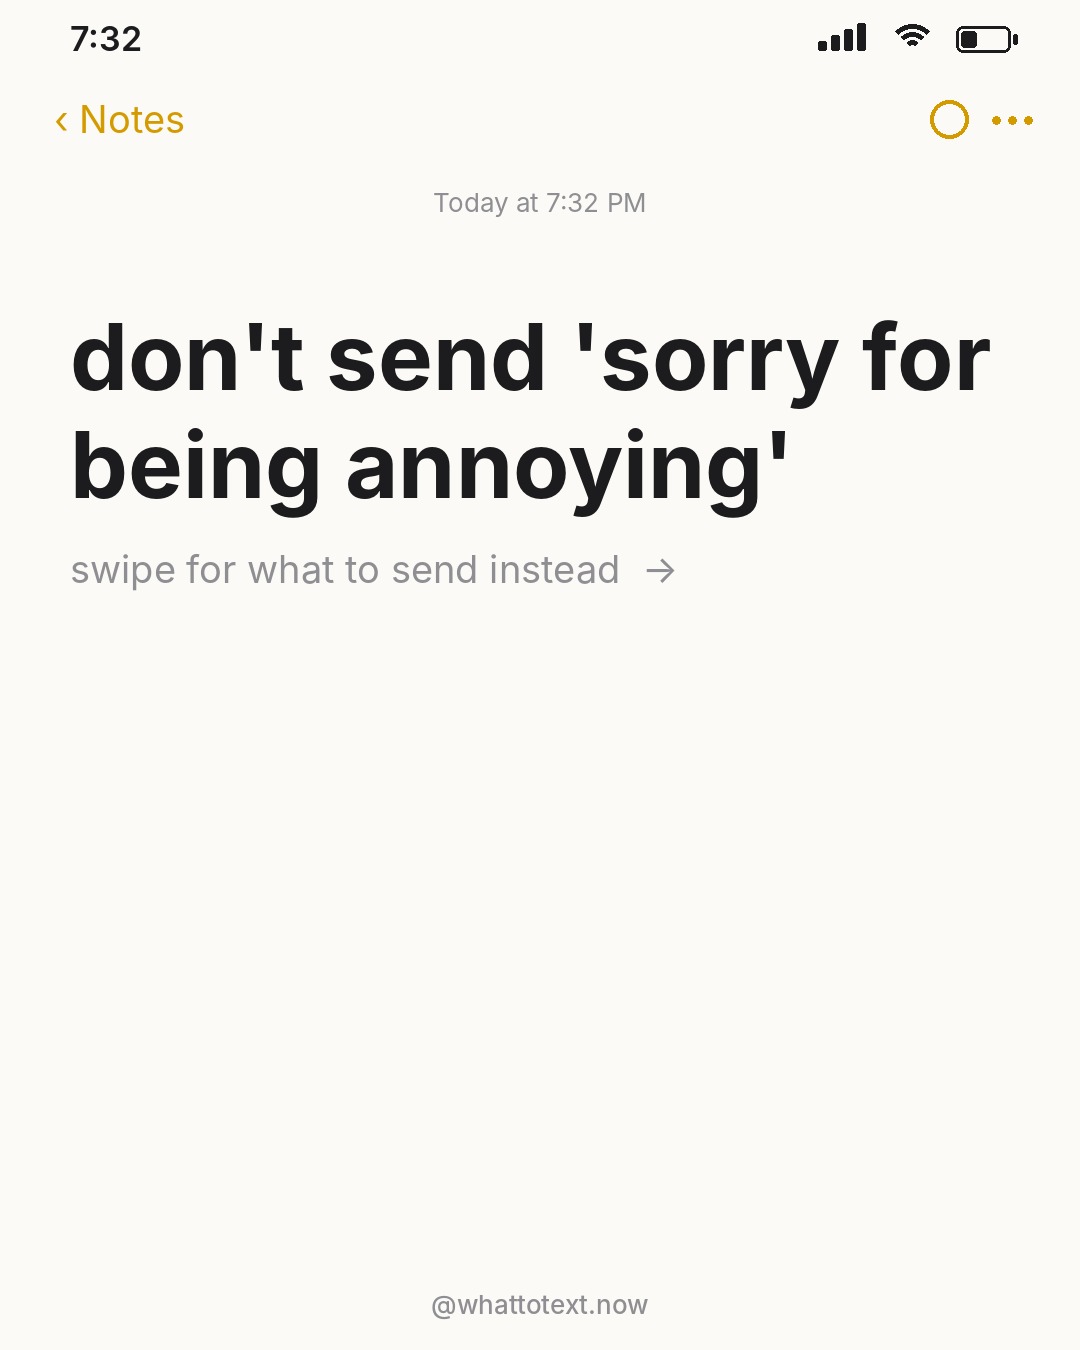 7:32
‹ Notes
Today at 7:32 PM
don't send 'sorry for
being annoying'
swipe for what to send instead →
@whattotext.now